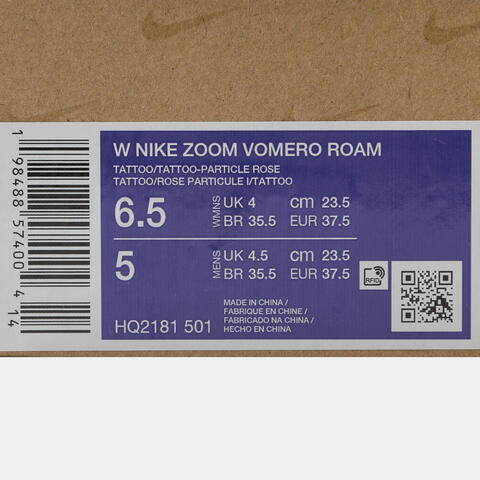 W NIKE ZOOM VOMERO ROAM
TATTOO/TATTOO-PARTICLE ROSE
TATTOO/ROSE PARTICULE I/TATTOO
6.5 WMNS UK 4 cm 23.5
BR 35.5 EUR 37.5
5 MENS UK 4.5 cm 23.5
BR 35.5 EUR 37.5
RFID
MADE IN CHINA /
FABRIQUE EN CHINE /
FABRICADO NA CHINA /
HECHO EN CHINA
HQ2181 501
1 98488 57400 4 14